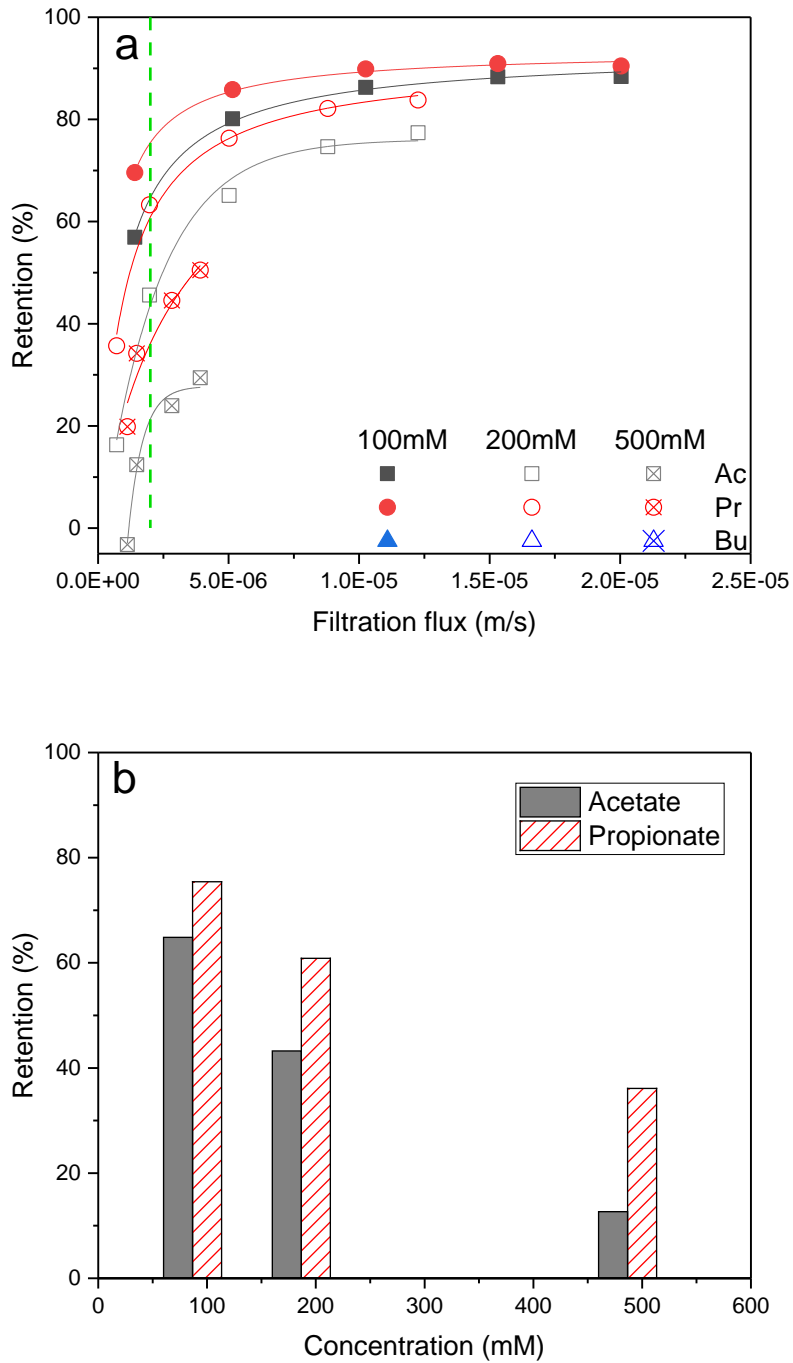 a
100
80
60
40
20
0
Retention (%)
100mM 200mM 500mM
Ac
Pr
Bu
0.0E+00 5.0E-06 1.0E-05 1.5E-05 2.0E-05 2.5E-05
Filtration flux (m/s)
b
100
80
60
40
20
0
Retention (%)
Acetate
Propionate
0 100 200 300 400 500 600
Concentration (mM)